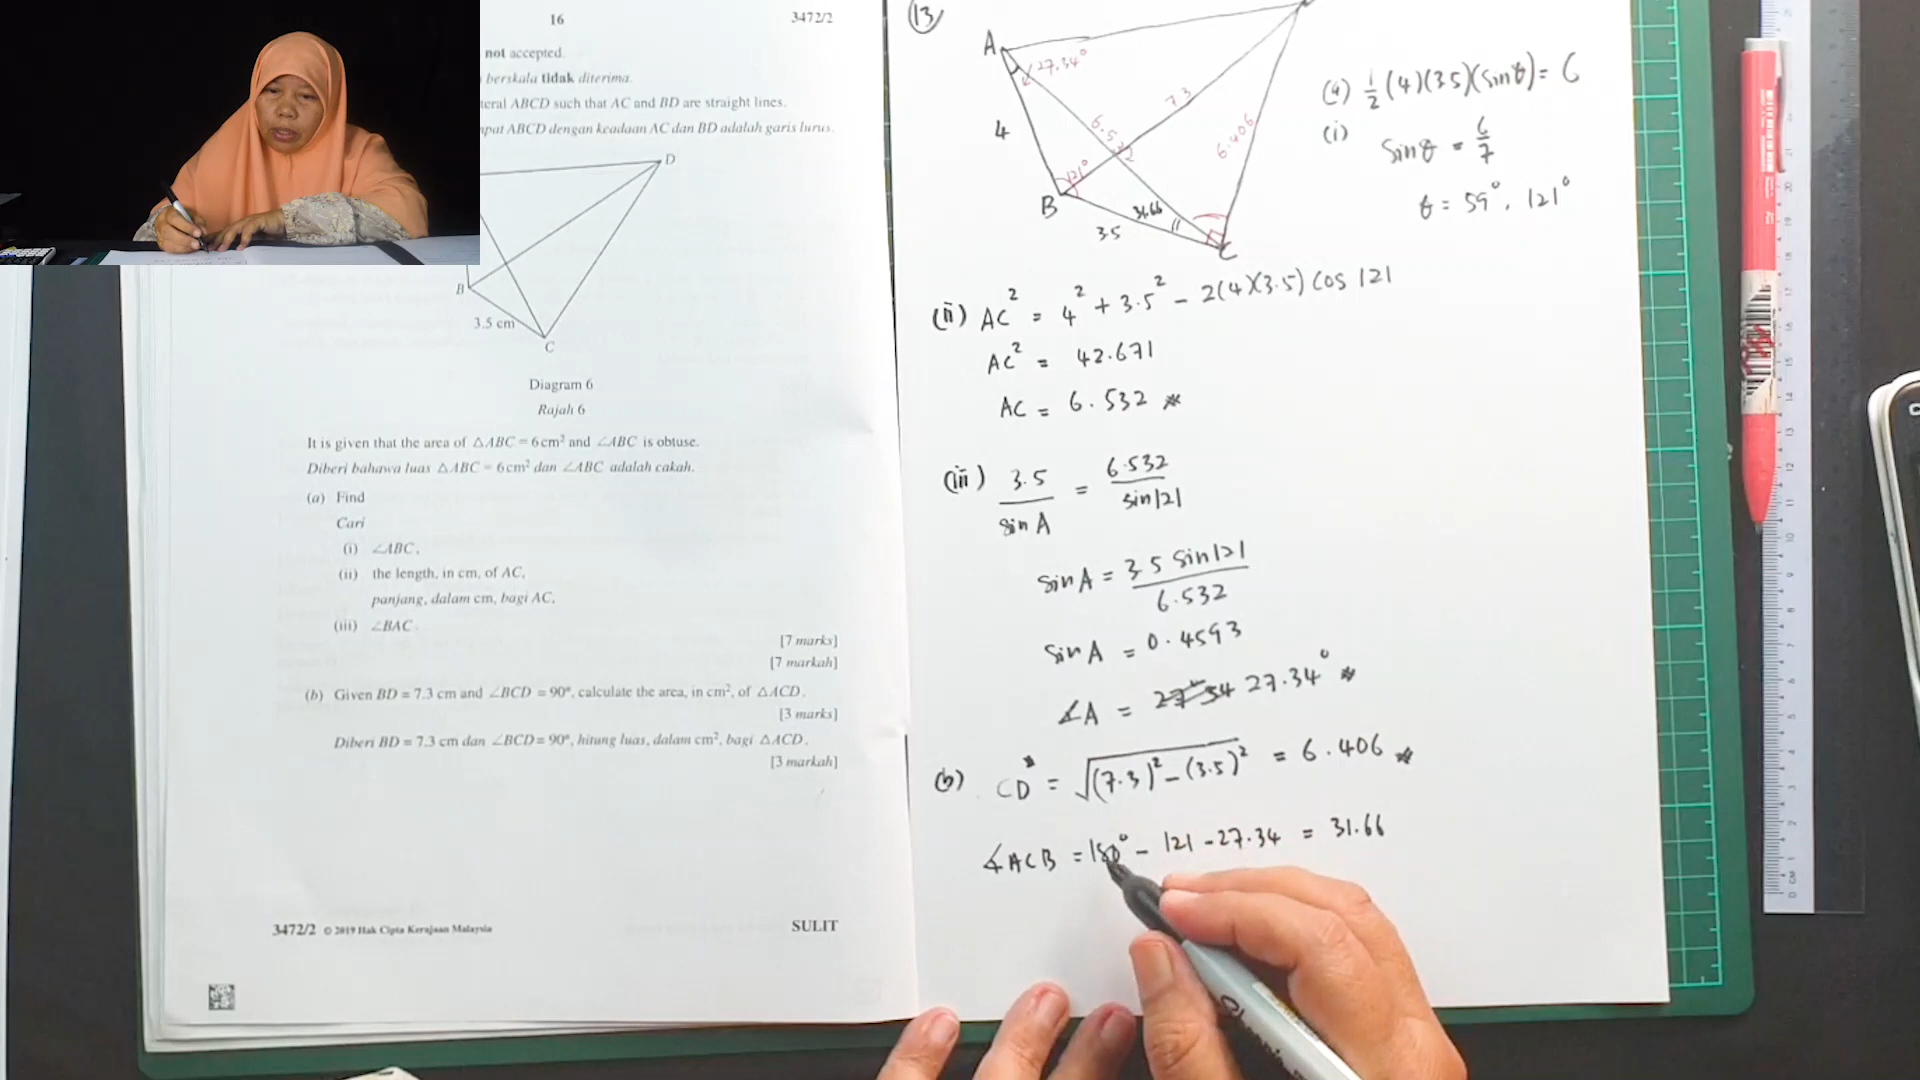 16
3472/2
not accepted.
berskala tidak diterima.
teral ABCD such that AC and BD are straight lines.
pat ABCD dengan keadaan AC dan BD adalah garis lurus.
D
B
3.5 cm
C
Diagram 6
Rajah 6
It is given that the area of △ABC = 6 cm² and ∠ABC is obtuse.
Diberi bahawa luas △ABC = 6 cm² dan ∠ABC adalah cakah.
(a) Find
Cari
(i) ∠ABC,
(ii) the length, in cm, of AC,
panjang, dalam cm, bagi AC,
(iii) ∠BAC.
[7 marks]
[7 markah]
(b) Given BD = 7.3 cm and ∠BCD = 90°, calculate the area, in cm², of △ACD.
[3 marks]
Diberi BD = 7.3 cm dan ∠BCD = 90°, hitung luas, dalam cm², bagi △ACD.
[3 markah]
3472/2 © 2019 Hak Cipta Kerajaan Malaysia
SULIT
13
A
27.34°
4
6.532
7.3
6.406
121°
B
31.66
3.5
C
(a) 1/2 (4)(3.5)(sin θ) = 6
(i) sin θ = 6/7
θ = 59°, 121°
(ii) AC² = 4² + 3.5² - 2(4)(3.5) cos 121
AC² = 42.671
AC = 6.532 *
(iii) 3.5/sin A = 6.532/sin 121
sin A = 3.5 sin 121/6.532
sin A = 0.4593
∡A = 27.34 27.34° *
(b) CD = √(7.3)² - (3.5)² = 6.406 *
∡ACB = 180° - 121 - 27.34 = 31.66